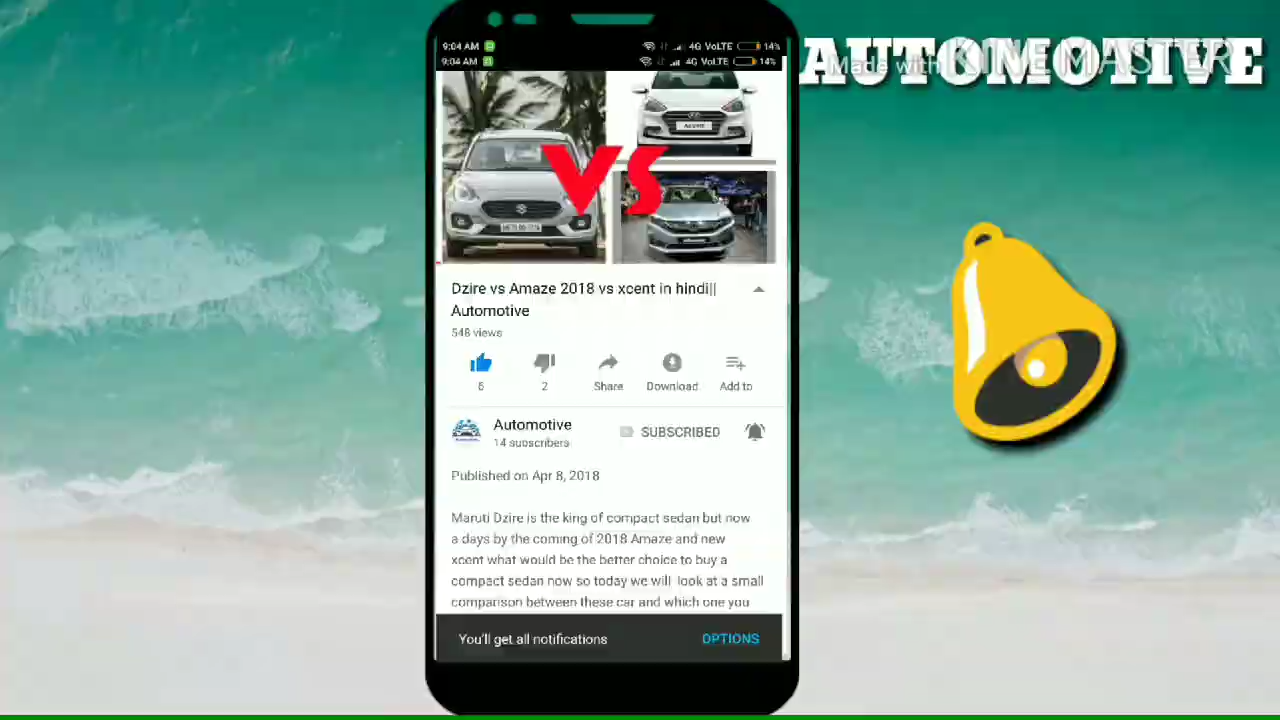 AUTOMOTIVE
Made with KINEMASTER
9:04 AM 4G VoLTE 14%
9:04 AM 4G VoLTE 14%
VS
Dzire vs Amaze 2018 vs xcent in hindi||
Automotive
548 views
6 2 Share Download Add to
Automotive
14 subscribers
SUBSCRIBED
Published on Apr 8, 2018
Maruti Dzire is the king of compact sedan but now
a days by the coming of 2018 Amaze and new
xcent what would be the better choice to buy a
compact sedan now so today we will look at a small
comparison between these car and which one you
You'll get all notifications OPTIONS